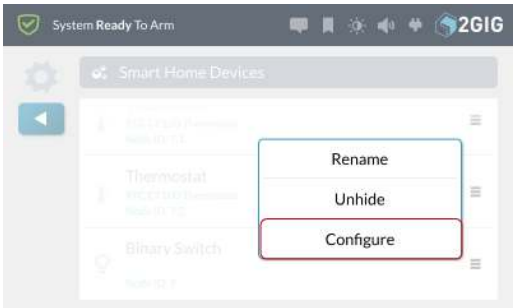 System Ready To Arm
2GIG
Smart Home Devices
Rename
Thermostat
Unhide
Configure
Binary Switch